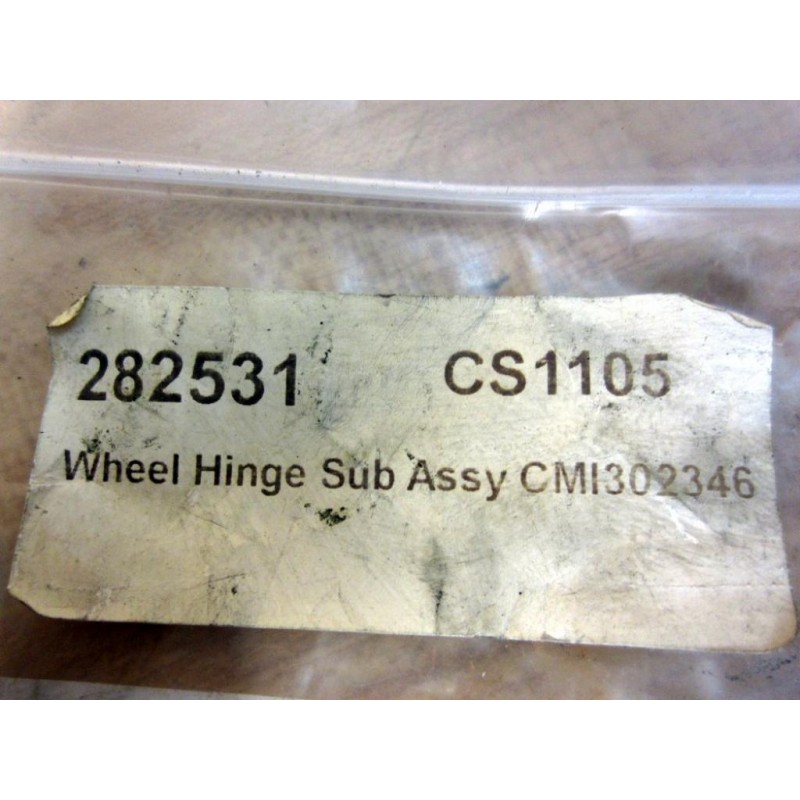 282531 CS1105
Wheel Hinge Sub Assy CMI302346